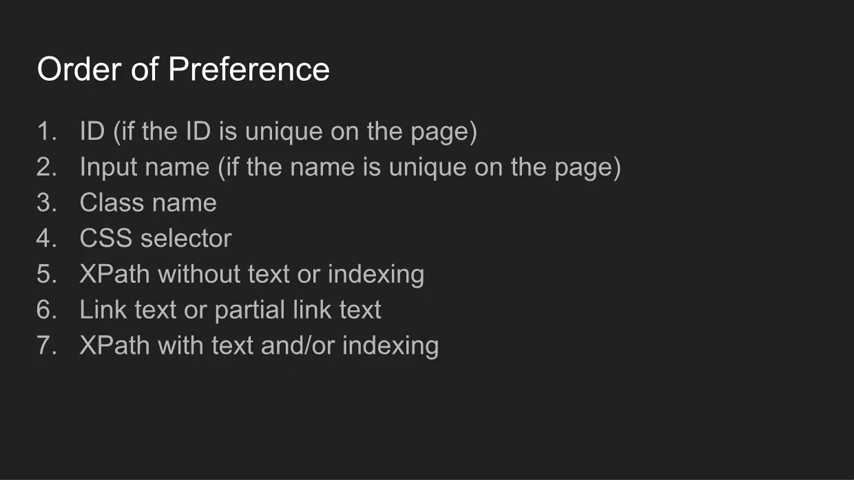 Order of Preference
1. ID (if the ID is unique on the page)
2. Input name (if the name is unique on the page)
3. Class name
4. CSS selector
5. XPath without text or indexing
6. Link text or partial link text
7. XPath with text and/or indexing